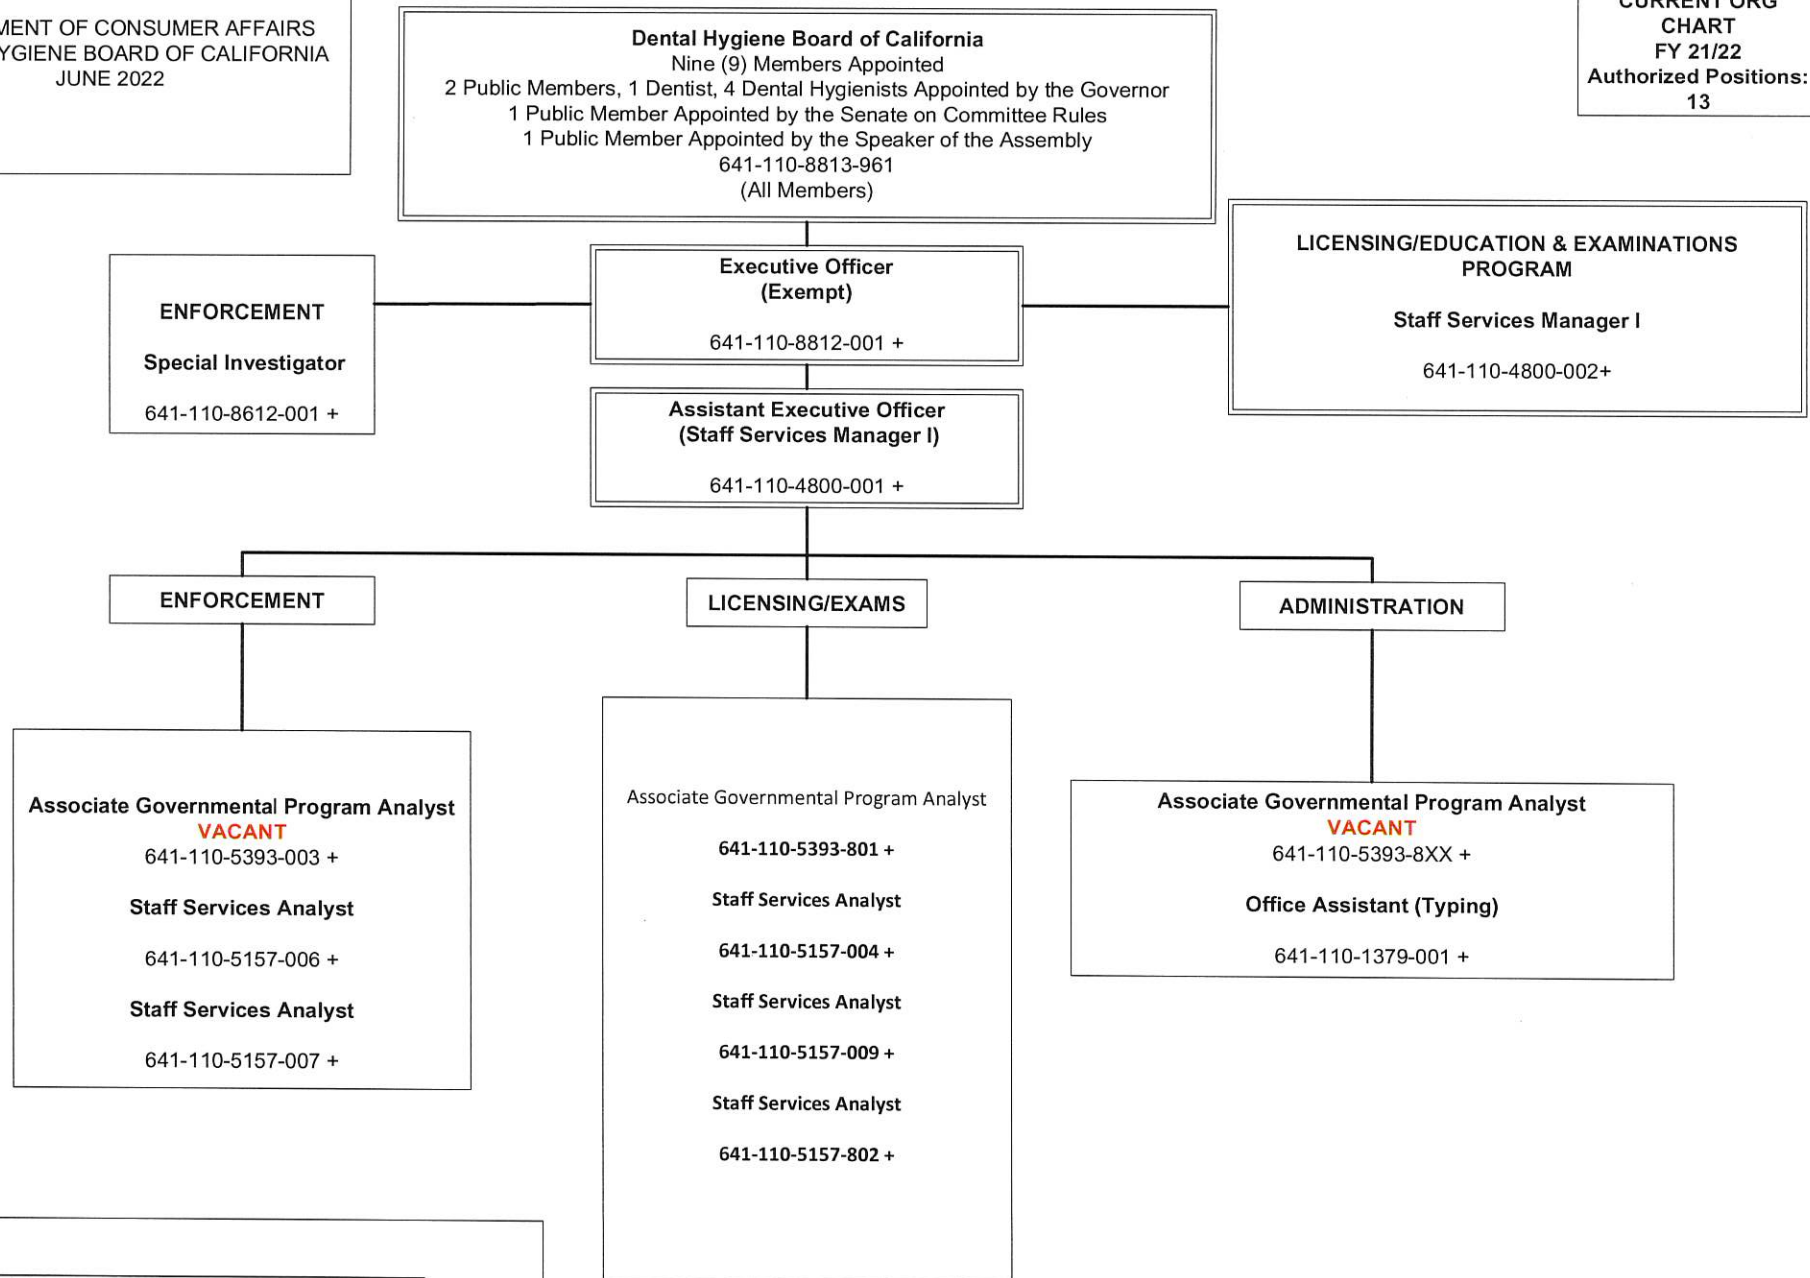 MENT OF CONSUMER AFFAIRS
YGIENE BOARD OF CALIFORNIA
JUNE 2022
Dental Hygiene Board of California
Nine (9) Members Appointed
2 Public Members, 1 Dentist, 4 Dental Hygienists Appointed by the Governor
1 Public Member Appointed by the Senate on Committee Rules
1 Public Member Appointed by the Speaker of the Assembly
641-110-8813-961
(All Members)
CURRENT ORG
CHART
FY 21/22
Authorized Positions:
13
ENFORCEMENT
Special Investigator
641-110-8612-001 +
Executive Officer
(Exempt)
641-110-8812-001 +
LICENSING/EDUCATION & EXAMINATIONS
PROGRAM
Staff Services Manager I
641-110-4800-002+
Assistant Executive Officer
(Staff Services Manager I)
641-110-4800-001 +
ENFORCEMENT
LICENSING/EXAMS
ADMINISTRATION
Associate Governmental Program Analyst
VACANT
641-110-5393-003 +
Staff Services Analyst
641-110-5157-006 +
Staff Services Analyst
641-110-5157-007 +
Associate Governmental Program Analyst
641-110-5393-801 +
Staff Services Analyst
641-110-5157-004 +
Staff Services Analyst
641-110-5157-009 +
Staff Services Analyst
641-110-5157-802 +
Associate Governmental Program Analyst
VACANT
641-110-5393-8XX +
Office Assistant (Typing)
641-110-1379-001 +